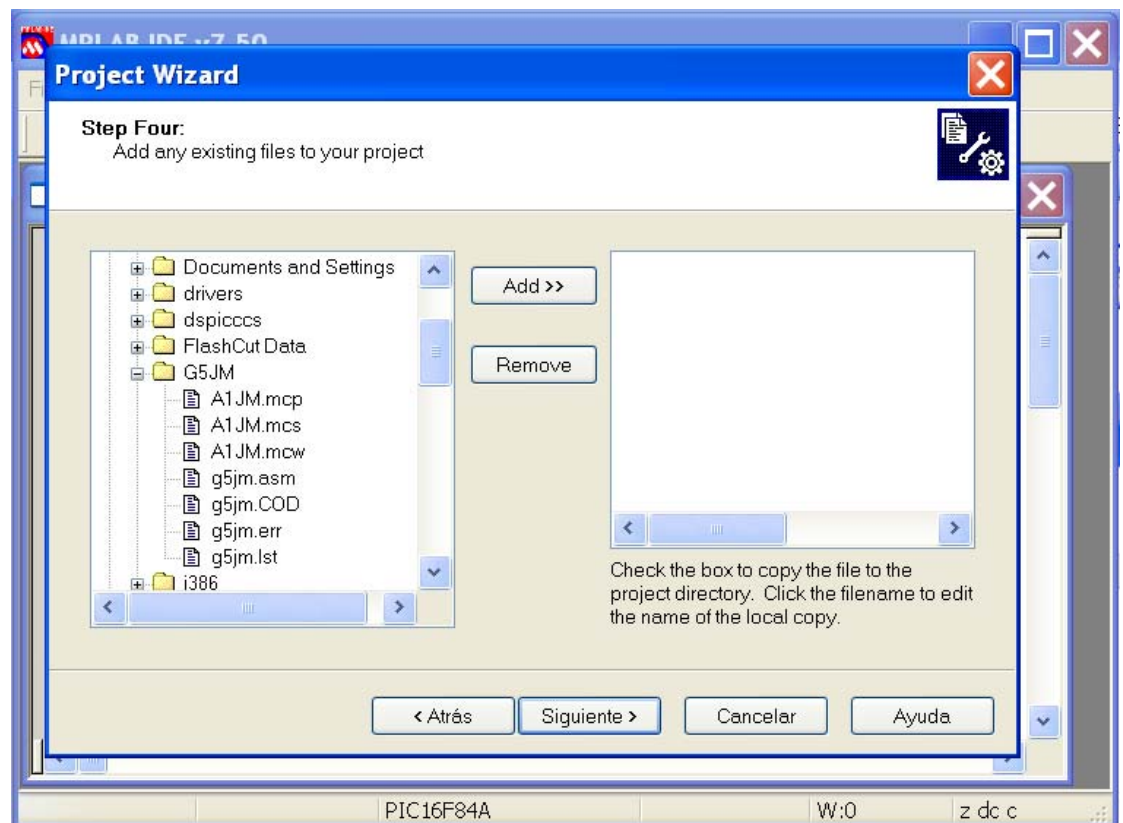 MPLAB IDE v7.50
Project Wizard
Step Four:
Add any existing files to your project
Documents and Settings
drivers
dspicccs
FlashCut Data
G5JM
A1JM.mcp
A1JM.mcs
A1JM.mcw
g5jm.asm
g5jm.COD
g5jm.err
g5jm.lst
i386
Add >>
Remove
Check the box to copy the file to the
project directory. Click the filename to edit
the name of the local copy.
< Atrás
Siguiente >
Cancelar
Ayuda
PIC16F84A
W:0
z dc c